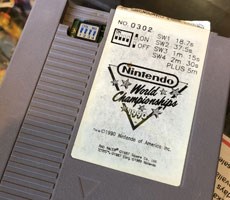 NO. 0302
ON SW1 18.7s
OFF SW2 37.5s
SW3 1m, 15s
SW4 2m, 30s
PLUS 5m
Nintendo
World
Championships
1990
©1990 Nintendo of America Inc.